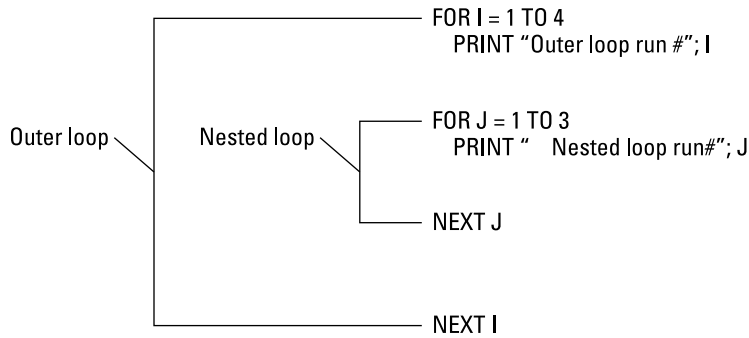 FOR I = 1 TO 4
PRINT “Outer loop run #”; I
FOR J = 1 TO 3
Outer loop
Nested loop
PRINT “   Nested loop run#”; J
NEXT J
NEXT I